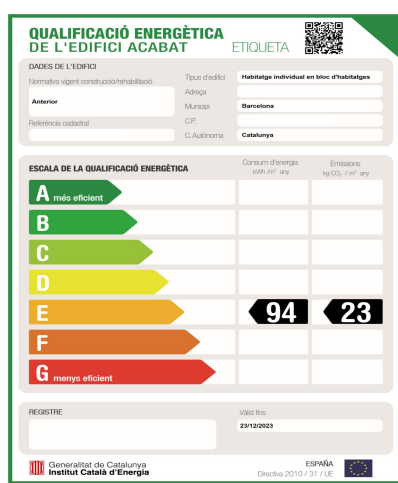 QUALIFICACIÓ ENERGÈTICA
DE L'EDIFICI ACABAT
ETIQUETA
DADES DE L'EDIFICI
Normativa vigent construcció/rehabilitació
Anterior
Referència cadastral
Tipus d'edifici
Habitatge individual en bloc d'habitatges
Adreça
Municipi
Barcelona
C.P.
C. Autònoma
Catalunya
ESCALA DE LA QUALIFICACIÓ ENERGÈTICA
Consum d'energia
kWh /m² any
Emissions
kg CO₂ / m² any
A més eficient
B
C
D
E
94
23
F
G menys eficient
REGISTRE
Vàlid fins
23/12/2023
Generalitat de Catalunya
Institut Català d'Energia
ESPAÑA
Directiva 2010 / 31 / UE